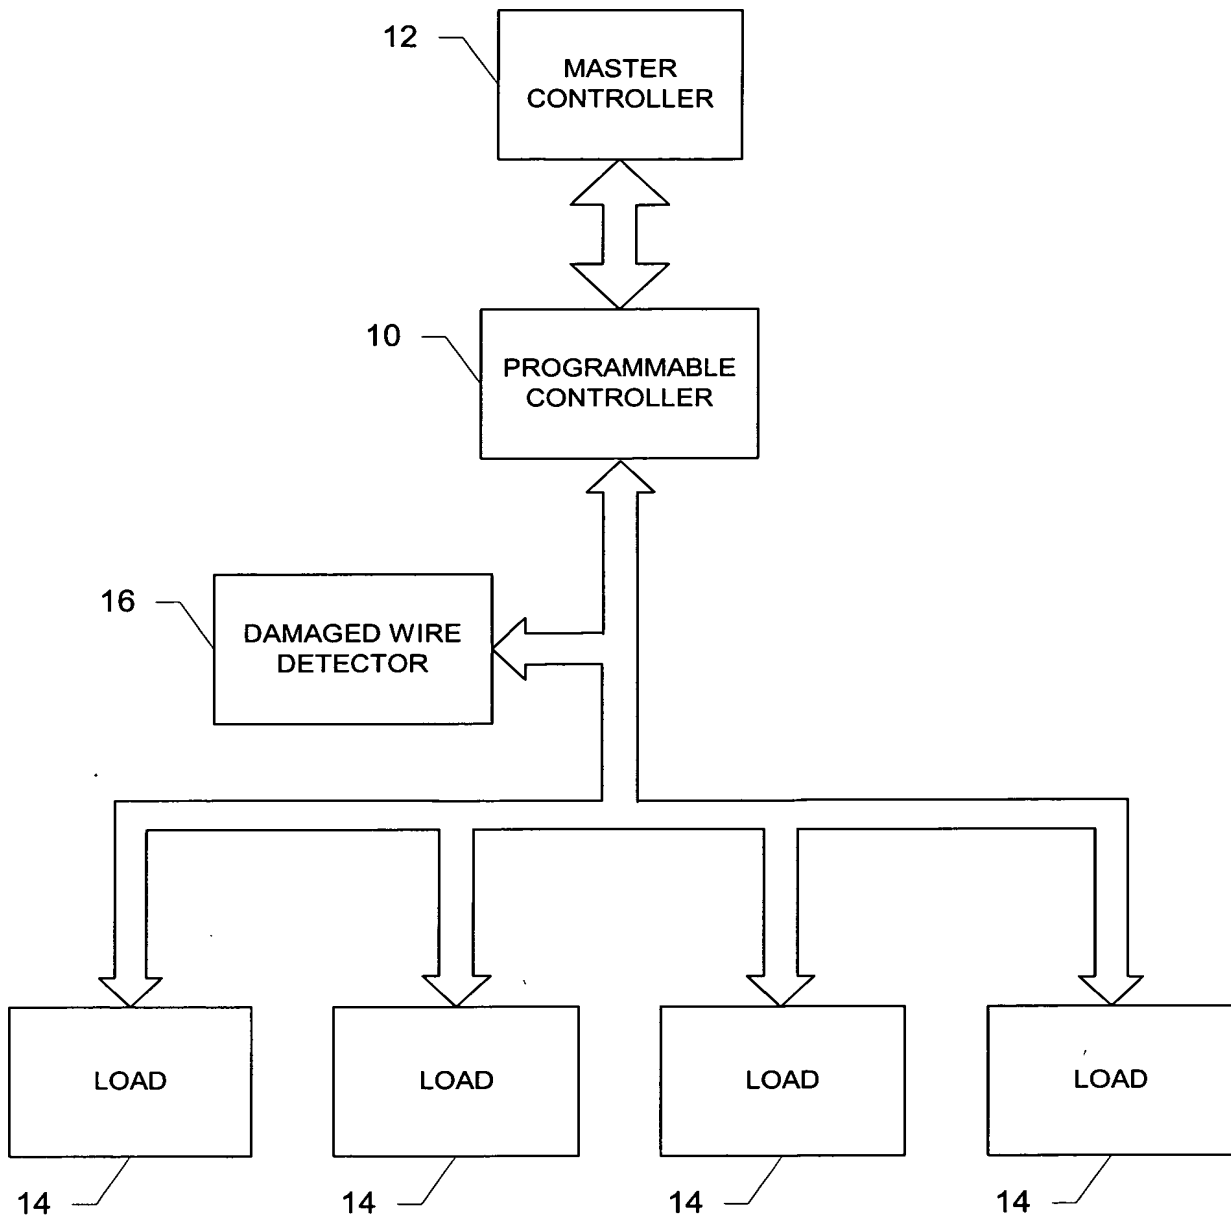 12
MASTER
CONTROLLER
10
PROGRAMMABLE
CONTROLLER
16
DAMAGED WIRE
DETECTOR
LOAD
LOAD
LOAD
LOAD
14
14
14
14